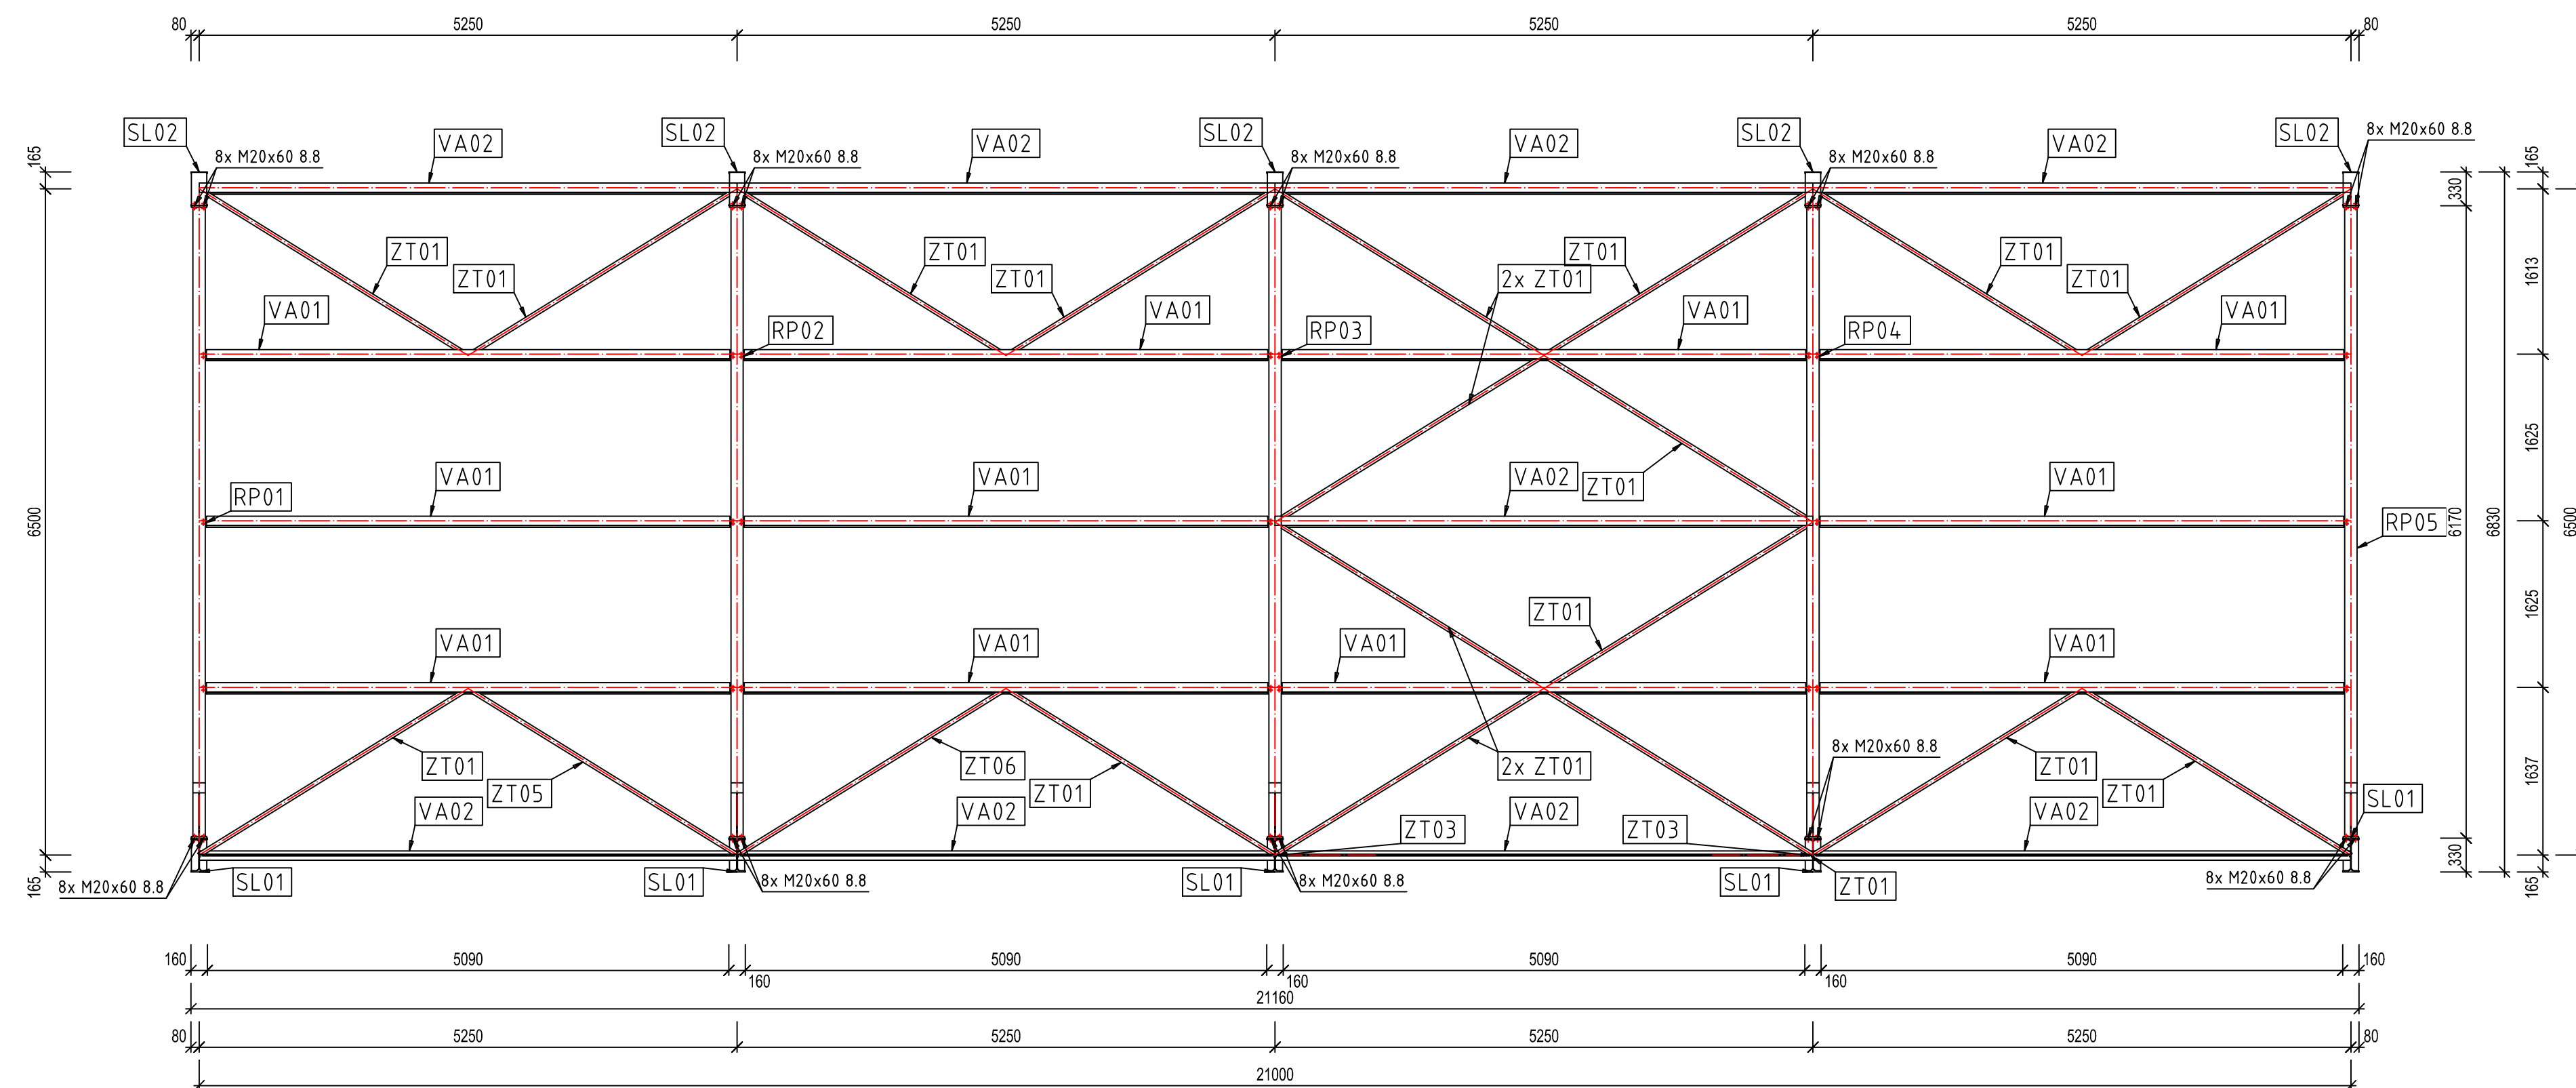 80 5250 5250 5250 5250 80
SL02 VA02 SL02 VA02 SL02 VA02 SL02 VA02 SL02
8x M20x60 8.8 8x M20x60 8.8 8x M20x60 8.8 8x M20x60 8.8 8x M20x60 8.8
165 165
330
ZT01 ZT01 ZT01 ZT01
ZT01 ZT01 2x ZT01 ZT01
1613
VA01 VA01 VA01 VA01
RP02 RP03 RP04
1625
VA01 VA01 VA02 VA01
ZT01
RP01 RP05
6500 6170 6830 6500
ZT01
1625
VA01 VA01 VA01 VA01
8x M20x60 8.8
ZT01 ZT06 2x ZT01 ZT01
1637
ZT05 ZT01 ZT01
SL01
VA02 VA02 VA02 VA02
ZT03 ZT03
330
165 165
8x M20x60 8.8 SL01 SL01 8x M20x60 8.8 SL01 8x M20x60 8.8 SL01 ZT01 8x M20x60 8.8
160 5090 5090 5090 5090 160
160 160 160
21160
80 5250 5250 5250 5250 80
21000